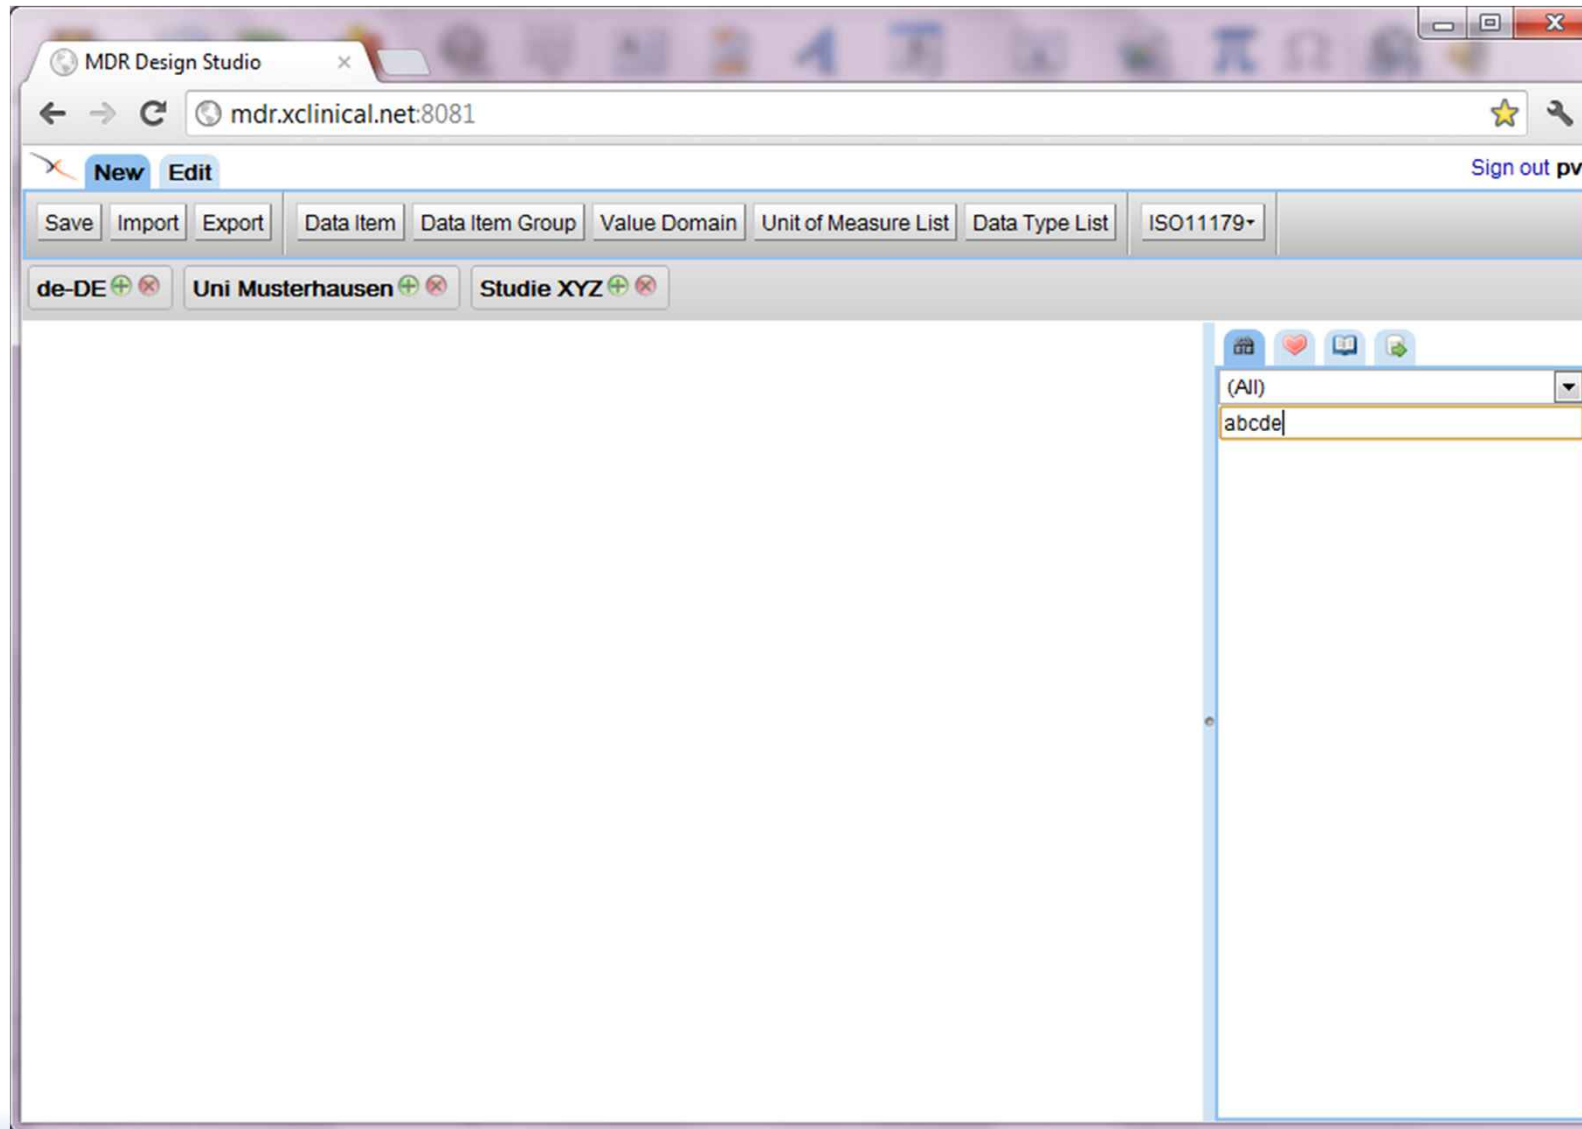 MDR Design Studio
mdr.xclinical.net:8081
New Edit Sign out pv
Save Import Export Data Item Data Item Group Value Domain Unit of Measure List Data Type List ISO11179
de-DE Uni Musterhausen Studie XYZ
(All)
abcde